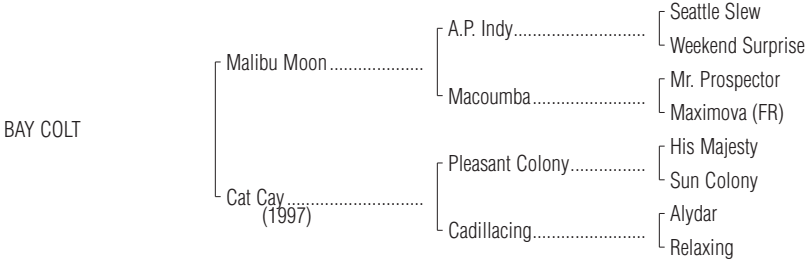 Seattle Slew
A.P. Indy
Weekend Surprise
Malibu Moon
Mr. Prospector
Macoumba
Maximova (FR)
BAY COLT
His Majesty
Pleasant Colony
Sun Colony
Cat Cay
(1997)
Alydar
Cadillacing
Relaxing